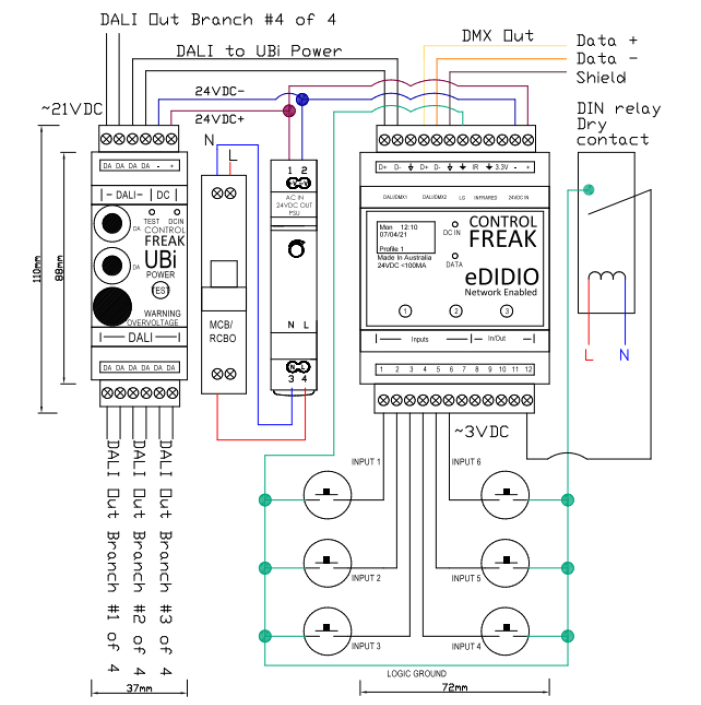 DALI Out Branch #4 of 4
DMX Out
Data +
Data -
Shield
DALI to UBi Power
~21VDC
24VDC-
24VDC+
N
L
DIN relay
Dry
contact
DA DA DA DA - +
|- DALI-| DC |
TEST DCIN
DA
CONTROL
FREAK
DA
UBi
POWER
TEST
WARNING
OVERVOLTAGE
|— DALI —|
DA DA DA DA DA DA
110mm
88mm
MCB/
RCBO
1 2
AC IN
24VDC OUT
PSU
N L
N L
3 4
D+ D- D+ D- IR 3.3V - +
DALI/DMX1 DALI/DMX2 LG INFRARED 24VDC IN
Mon 12:10
07/04/21
Profile 1
Made In Australia
24VDC <100MA
DC IN
DATA
CONTROL
FREAK
eDIDIO
Network Enabled
1 2 3
Inputs In/Out
1 2 3 4 5 6 7 8 9 10 11 12
L N
~3VDC
INPUT 1
INPUT 6
INPUT 2
INPUT 5
INPUT 3
INPUT 4
LOGIC GROUND
DALI Out Branch #1 of 4
DALI Out Branch #2 of 4
DALI Out Branch #3 of 4
37mm
72mm